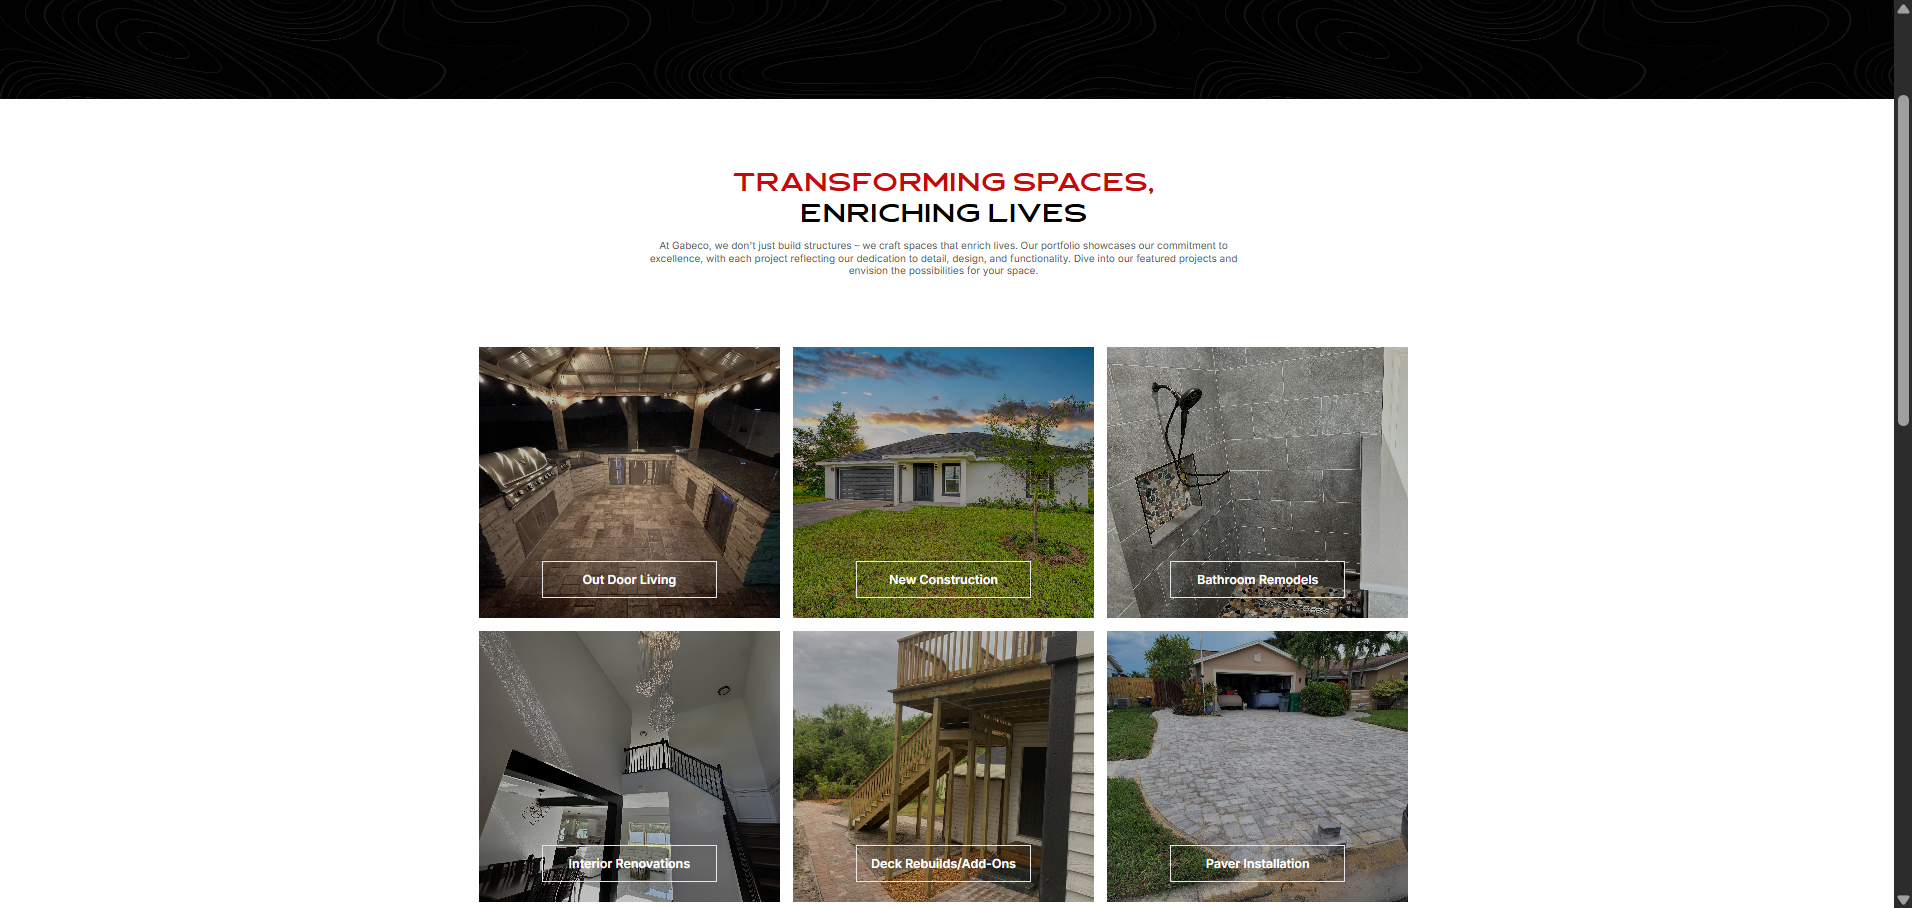 TRANSFORMING SPACES,
ENRICHING LIVES
At Gabeco, we don't just build structures – we craft spaces that enrich lives. Our portfolio showcases our commitment to
excellence, with each project reflecting our dedication to detail, design, and functionality. Dive into our featured projects and
envision the possibilities for your space.
Out Door Living
New Construction
Bathroom Remodels
Interior Renovations
Deck Rebuilds/Add-Ons
Paver Installation